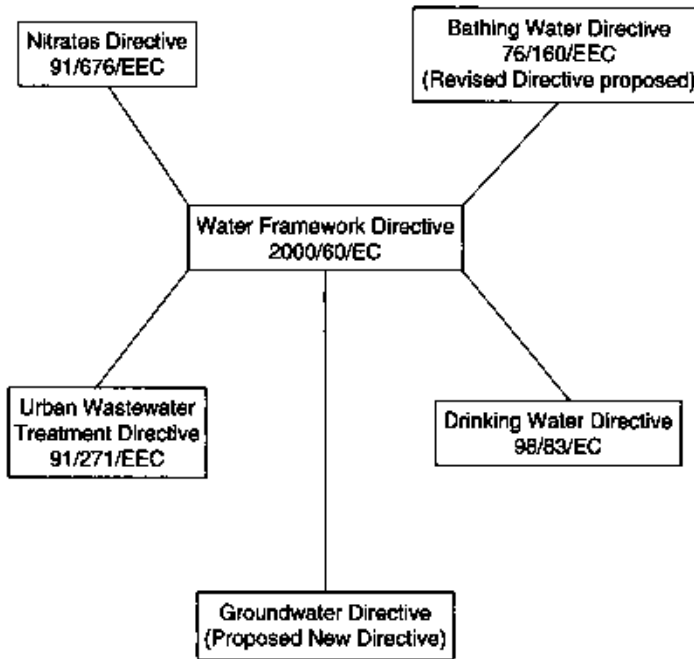 Nitrates Directive
91/676/EEC
Bathing Water Directive
76/160/EEC
(Revised Directive proposed)
Water Framework Directive
2000/60/EC
Urban Wastewater
Treatment Directive
91/271/EEC
Drinking Water Directive
98/83/EC
Groundwater Directive
(Proposed New Directive)